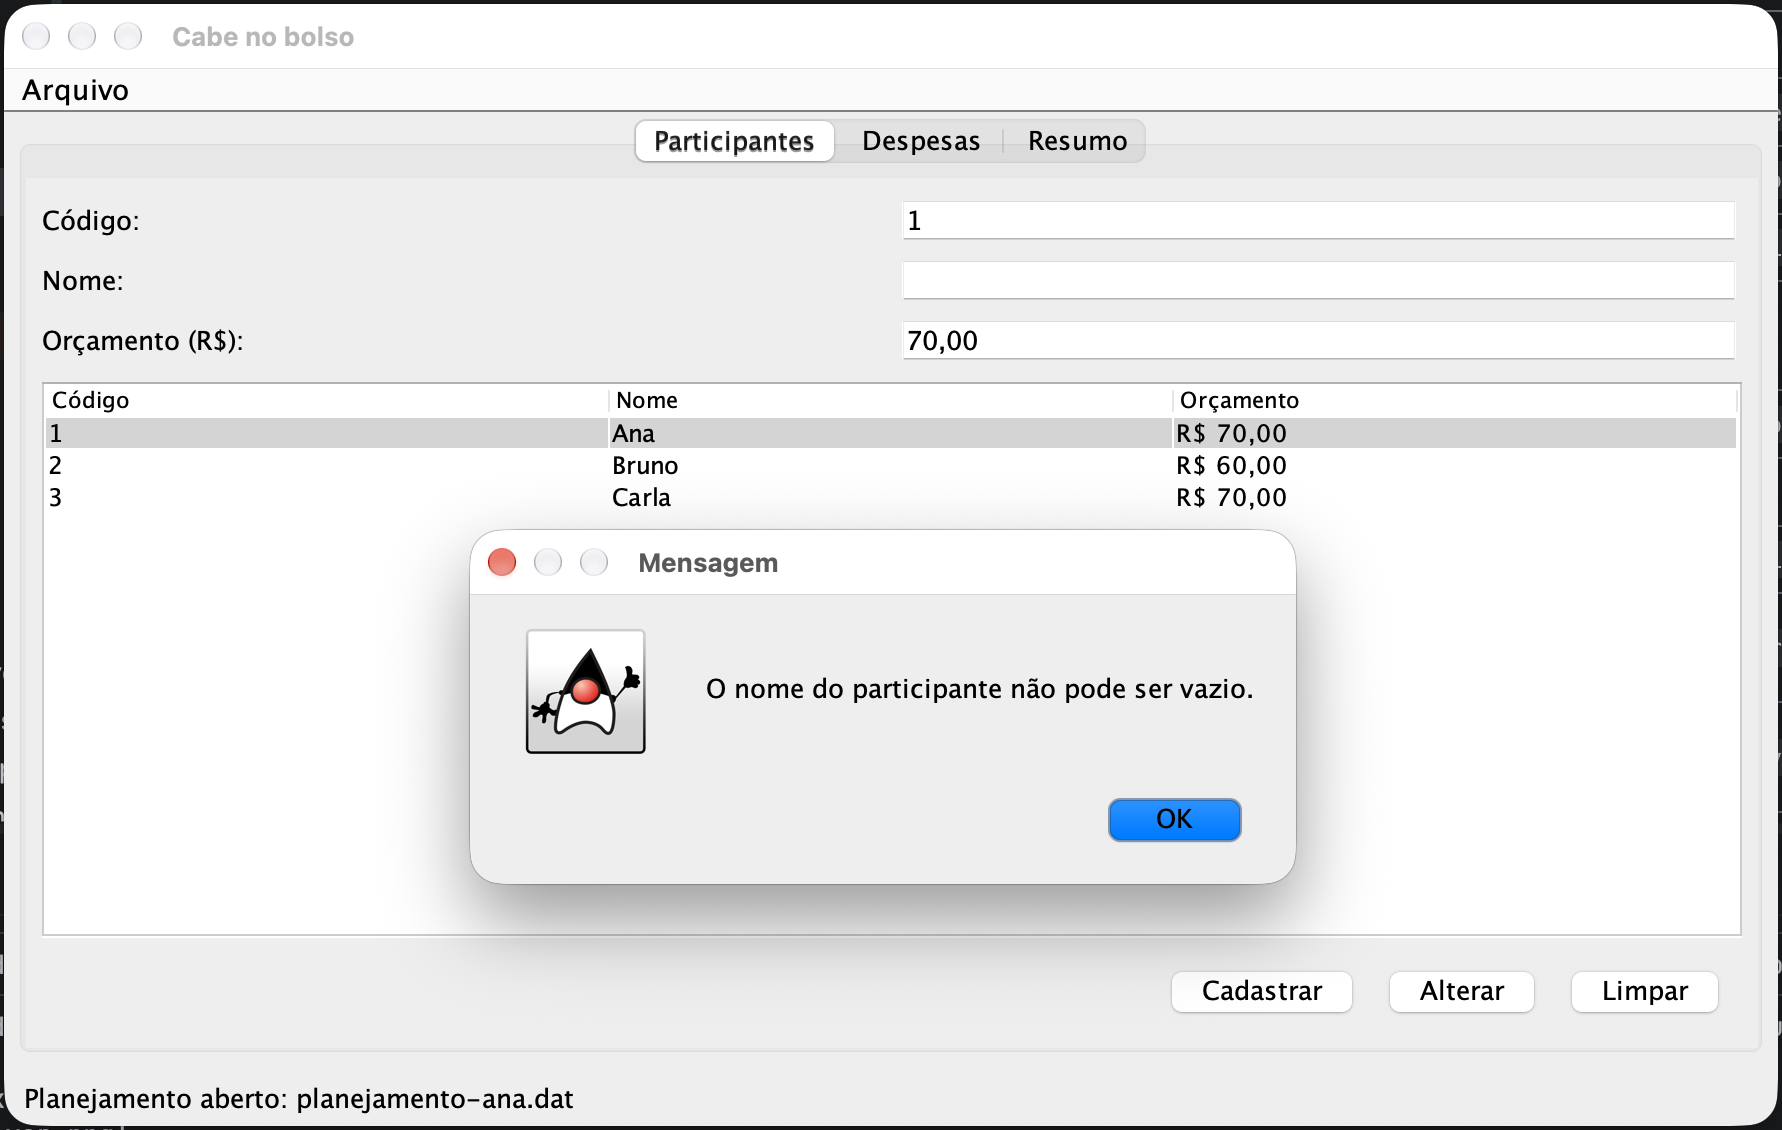 Cabe no bolso
Arquivo
Participantes Despesas Resumo
Código: 1
Nome:
Orçamento (R$): 70,00
Código Nome Orçamento
1 Ana R$ 70,00
2 Bruno R$ 60,00
3 Carla R$ 70,00
Mensagem
O nome do participante não pode ser vazio.
OK
Cadastrar Alterar Limpar
Planejamento aberto: planejamento-ana.dat